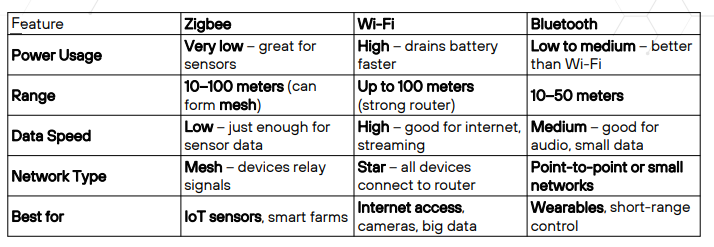 Feature Zigbee Wi-Fi Bluetooth
Power Usage
Very low – great for
sensors
High – drains battery
faster
Low to medium – better
than Wi-Fi
Range
10–100 meters (can
form mesh)
Up to 100 meters
(strong router)
10–50 meters
Data Speed
Low – just enough for
sensor data
High – good for internet,
streaming
Medium – good for
audio, small data
Network Type
Mesh – devices relay
signals
Star – all devices
connect to router
Point-to-point or small
networks
Best for
IoT sensors, smart farms
Internet access,
cameras, big data
Wearables, short-range
control